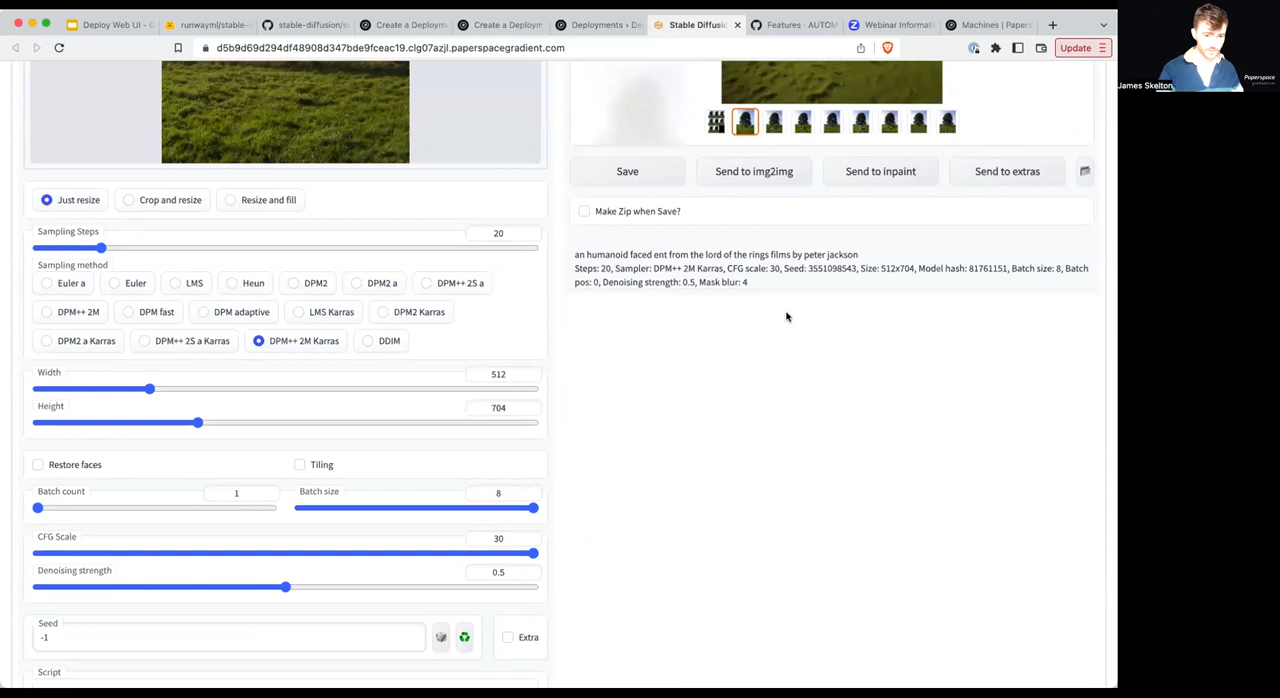 Deploy Web UI - G
runwayml/stable-
stable-diffusion/s
Create a Deploym
Create a Deploym
Deployments › De
Stable Diffusi
Features - AUTOM
Webinar Informati
Machines | Papers
d5b9d69d294df48908d347bde9fceac19.clg07azjl.paperspacegradient.com
Update
James Skelton
Paperspace
gradient
Save
Send to img2img
Send to inpaint
Send to extras
Just resize
Crop and resize
Resize and fill
Make Zip when Save?
Sampling Steps
20
an humanoid faced ent from the lord of the rings films by peter jackson
Steps: 20, Sampler: DPM++ 2M Karras, CFG scale: 30, Seed: 3551098543, Size: 512x704, Model hash: 81761151, Batch size: 8, Batch
pos: 0, Denoising strength: 0.5, Mask blur: 4
Sampling method
Euler a
Euler
LMS
Heun
DPM2
DPM2 a
DPM++ 2S a
DPM++ 2M
DPM fast
DPM adaptive
LMS Karras
DPM2 Karras
DPM2 a Karras
DPM++ 2S a Karras
DPM++ 2M Karras
DDIM
Width
512
Height
704
Restore faces
Tiling
Batch count
1
Batch size
8
CFG Scale
30
Denoising strength
0.5
Seed
-1
Extra
Script